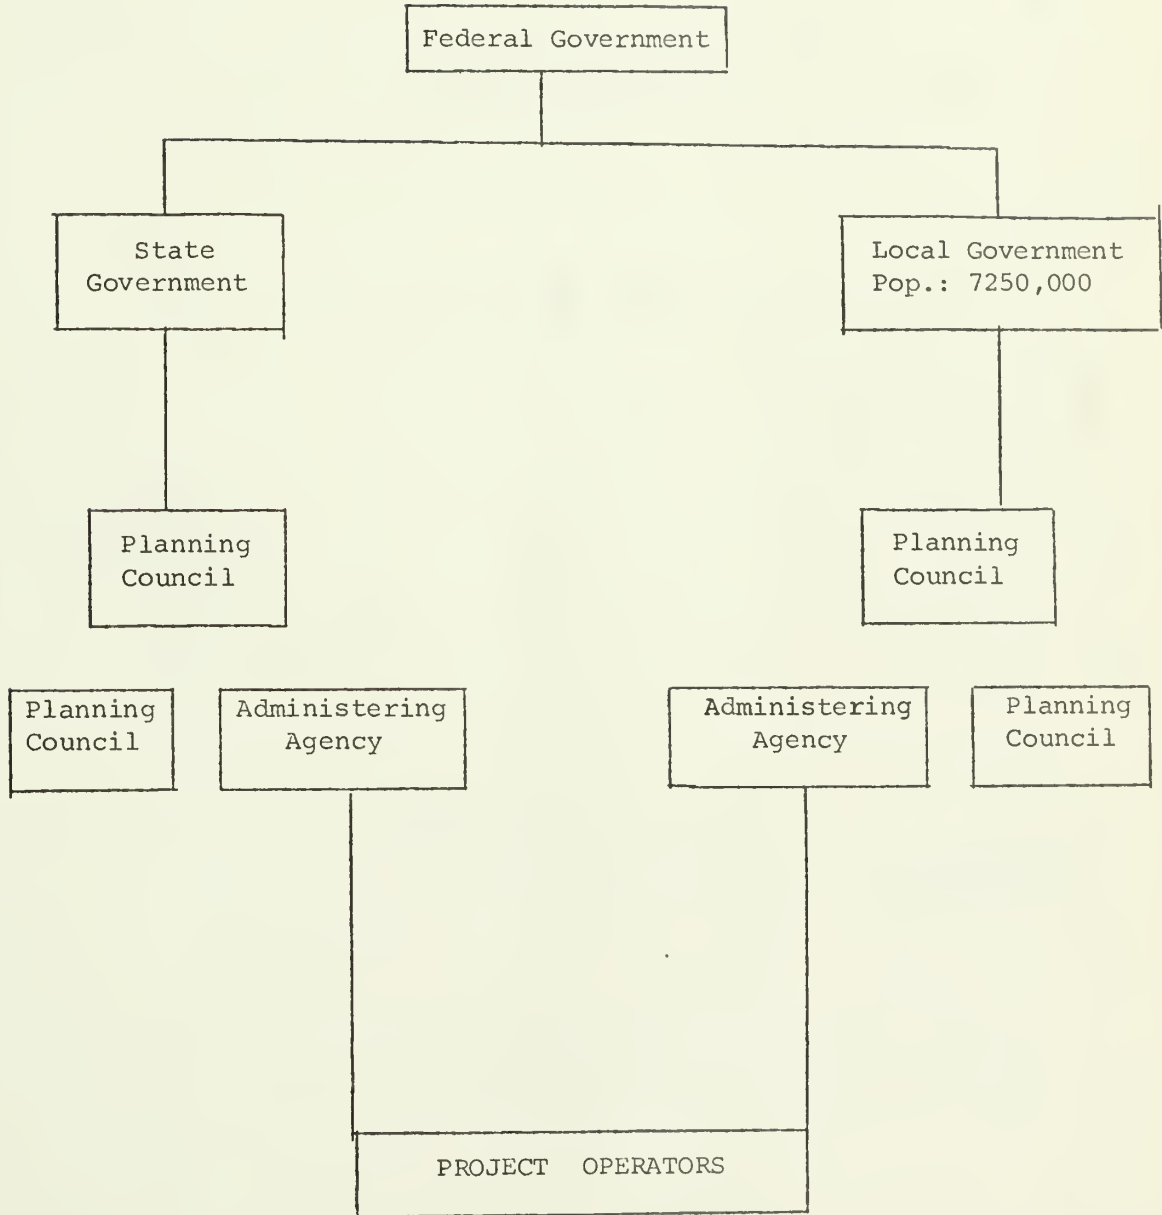 Federal Government
State
Government
Local Government
Pop.: 7250,000
Planning
Council
Planning
Council
Planning
Council
Administering
Agency
Administering
Agency
Planning
Council
PROJECT OPERATORS